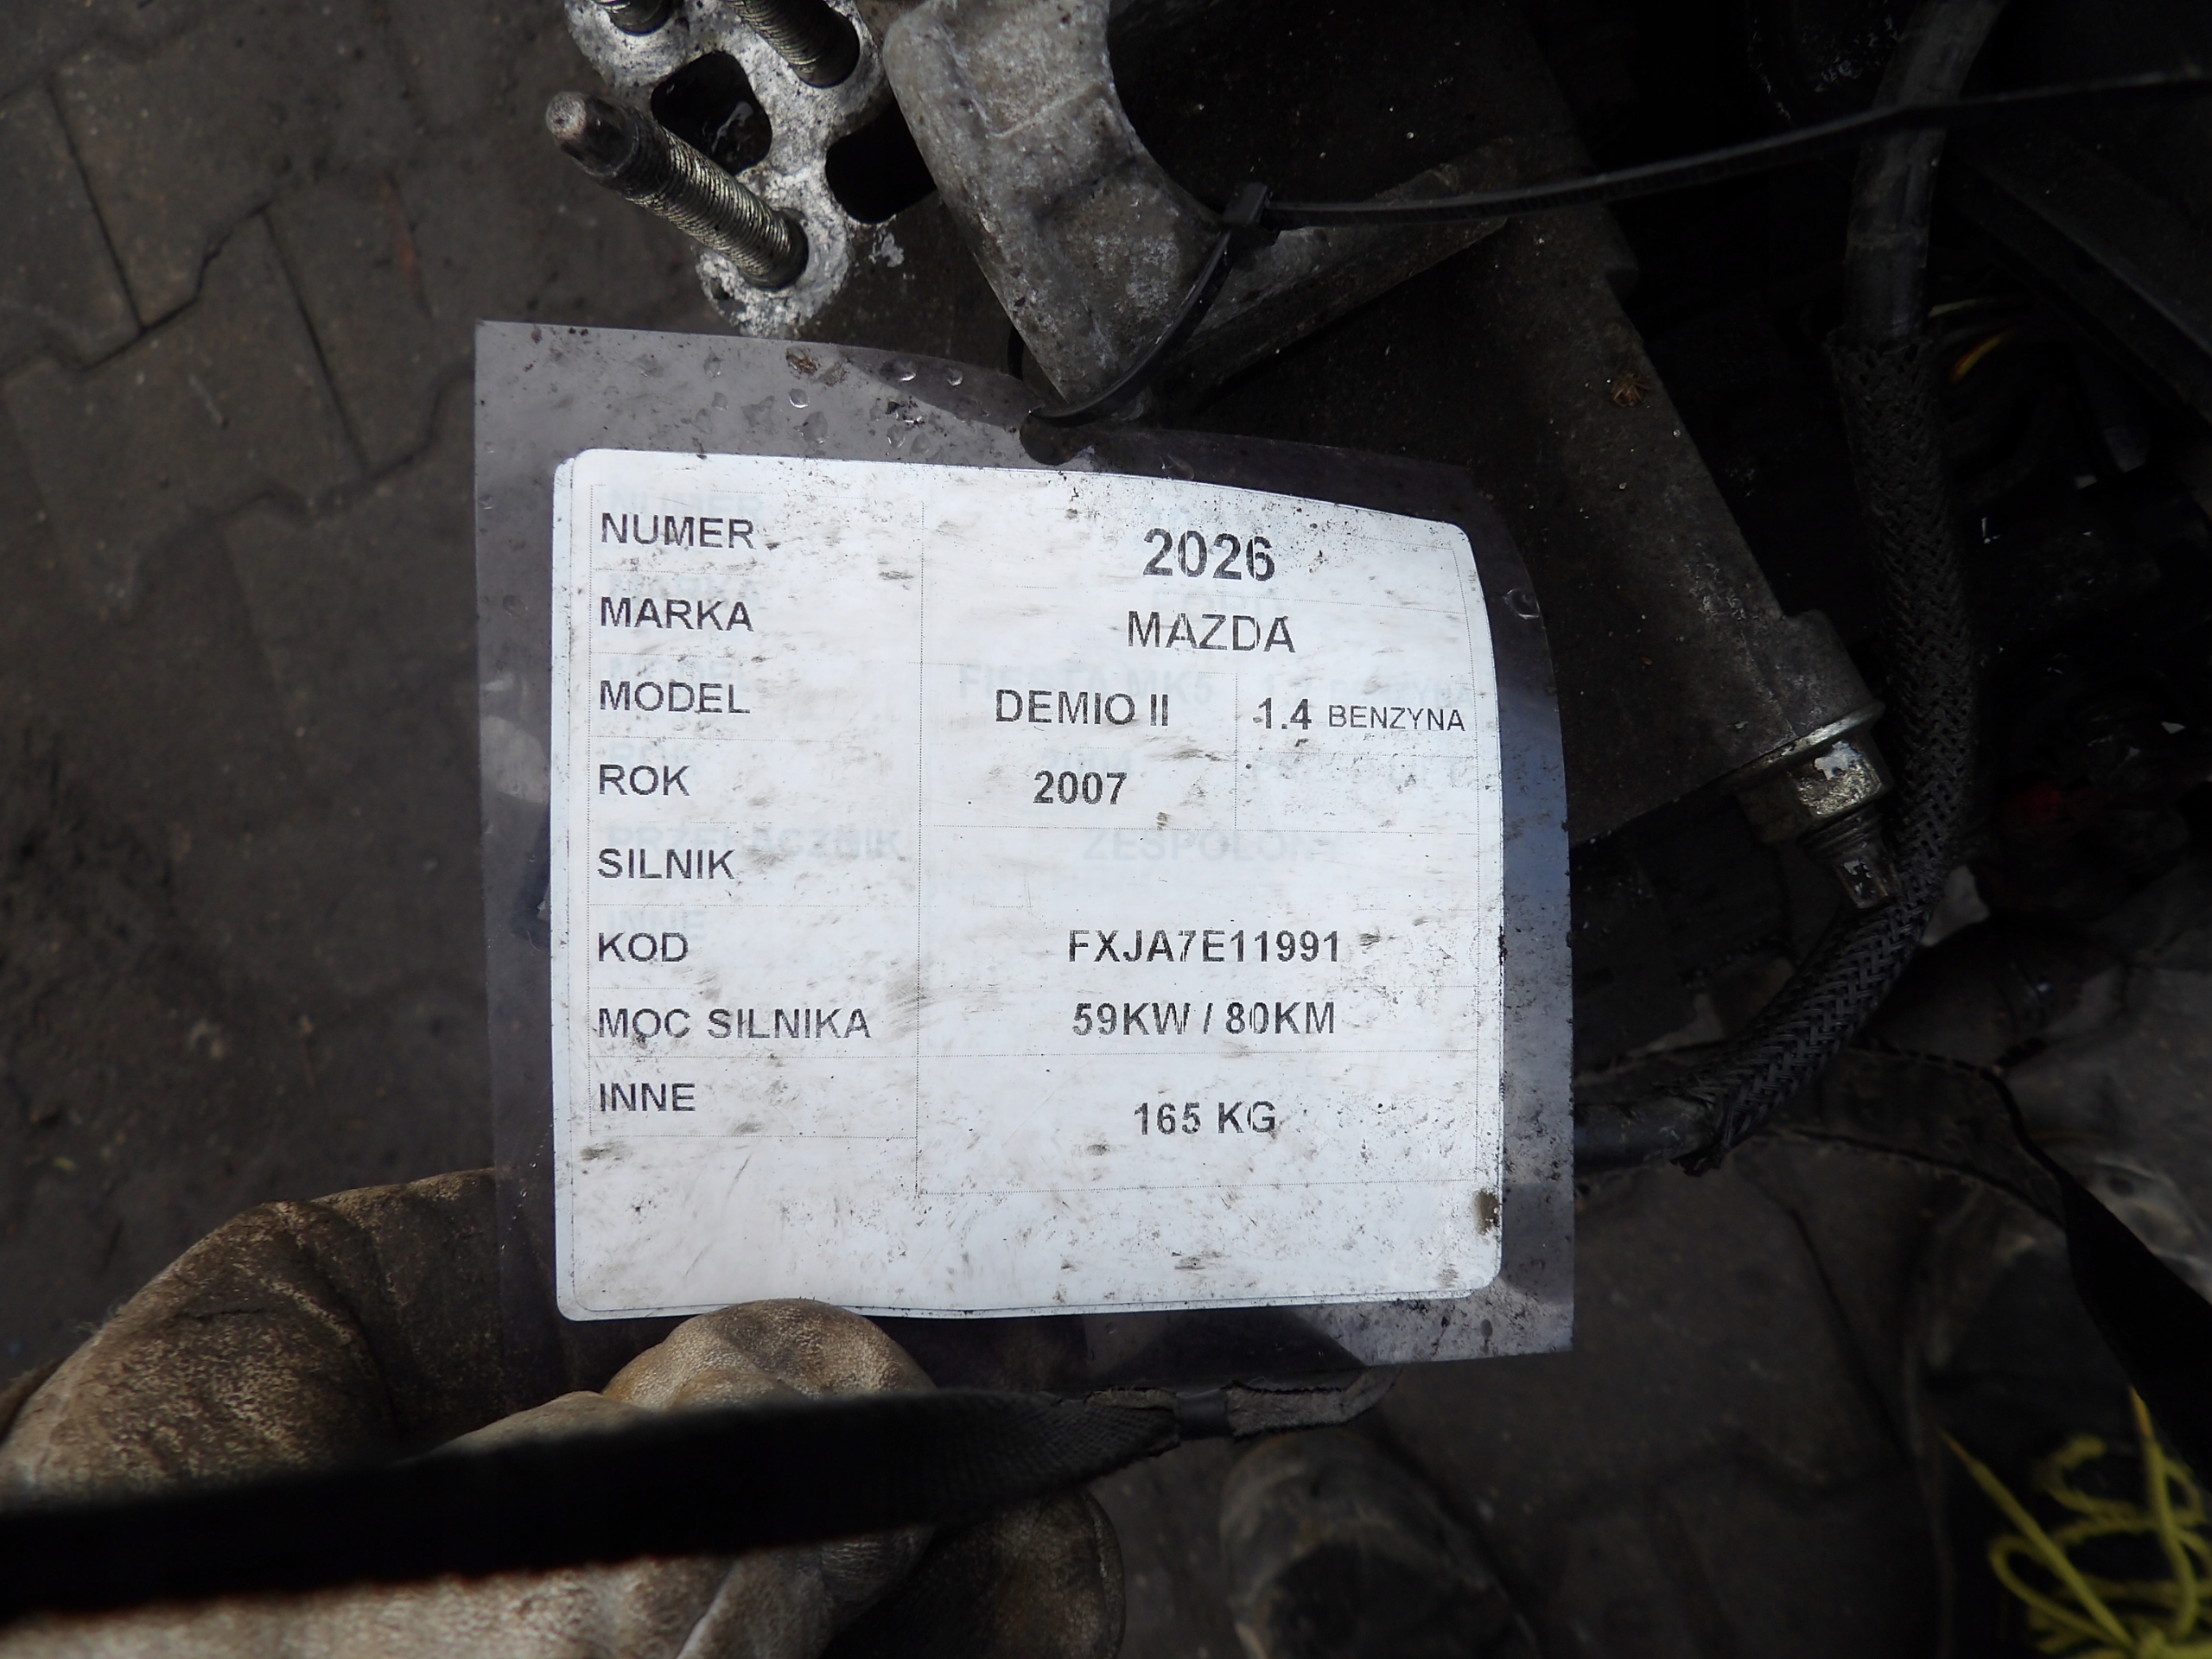 NUMER 2026
MARKA MAZDA
MODEL DEMIO II 1.4 BENZYNA
ROK 2007
SILNIK
KOD FXJA7E11991
MOC SILNIKA 59KW / 80KM
INNE 165 KG